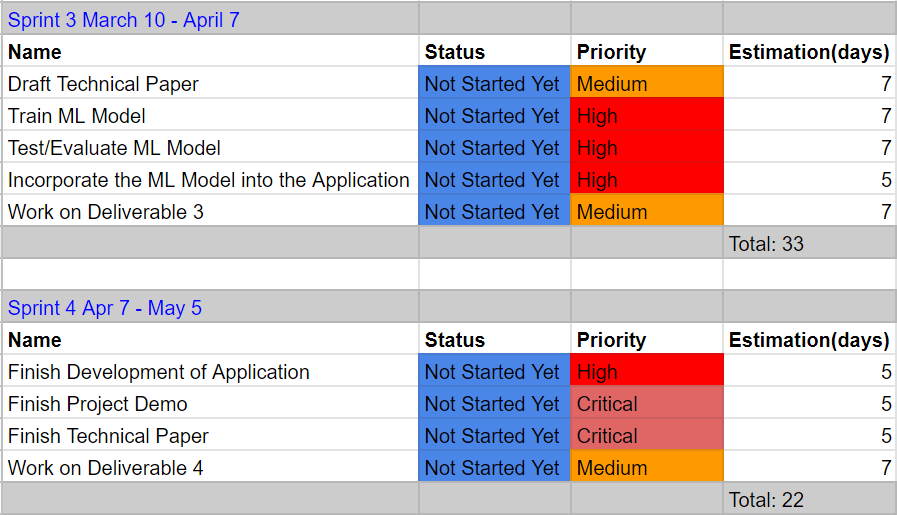 Sprint 3 March 10 - April 7
Name Status Priority Estimation(days)
Draft Technical Paper Not Started Yet Medium 7
Train ML Model Not Started Yet High 7
Test/Evaluate ML Model Not Started Yet High 7
Incorporate the ML Model into the Application Not Started Yet High 5
Work on Deliverable 3 Not Started Yet Medium 7
Total: 33
Sprint 4 Apr 7 - May 5
Name Status Priority Estimation(days)
Finish Development of Application Not Started Yet High 5
Finish Project Demo Not Started Yet Critical 5
Finish Technical Paper Not Started Yet Critical 5
Work on Deliverable 4 Not Started Yet Medium 7
Total: 22